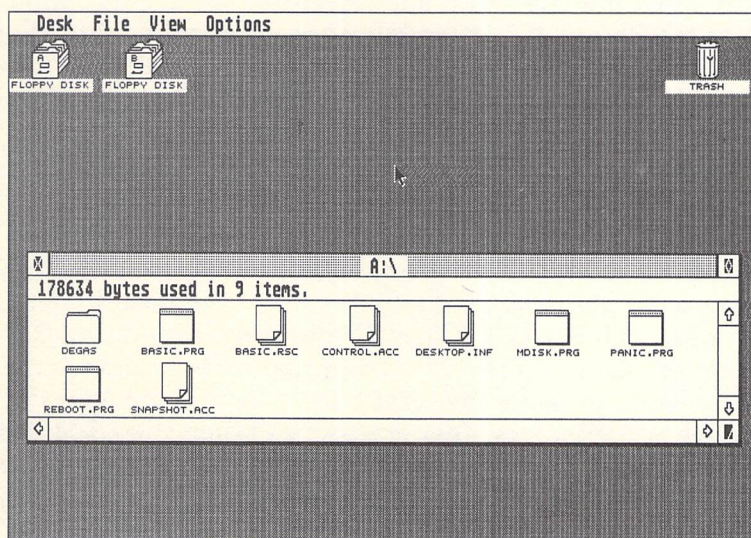 Desk File View Options
A B
FLOPPY DISK FLOPPY DISK TRASH
A:\
178634 bytes used in 9 items.
DEGAS BASIC.PRG BASIC.RSC CONTROL.ACC DESKTOP.INF MDISK.PRG PANIC.PRG
REBOOT.PRG SNAPSHOT.ACC